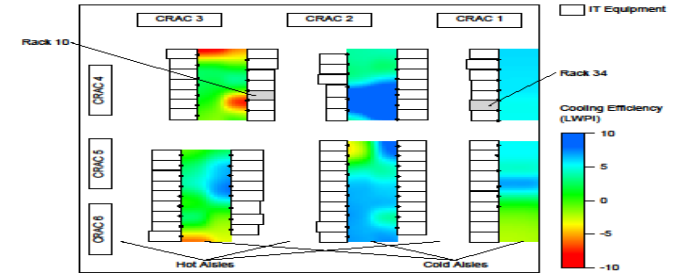 CRAC 3
CRAC 2
CRAC 1
IT Equipment
Rack 10
Rack 34
CRAC 4
Cooling Efficiency
(LWPI)
10
5
0
-5
-10
CRAC 5
CRAC 6
Hot Aisles
Cold Aisles